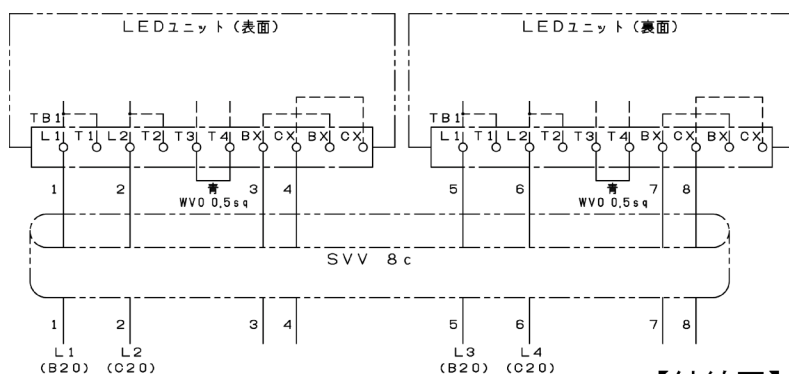 LEDユニット（表面） LEDユニット（裏面）
TB1 TB1
L1 T1 L2 T2 T3 T4 BX CX BX CX L1 T1 L2 T2 T3 T4 BX CX BX CX
1 2 青 3 4 5 6 青 7 8
WVO 0.5sq WVO 0.5sq
SVV 8c
1 2 3 4 5 6 7 8
L1 L2 L3 L4
(B20) (C20) (B20) (C20)